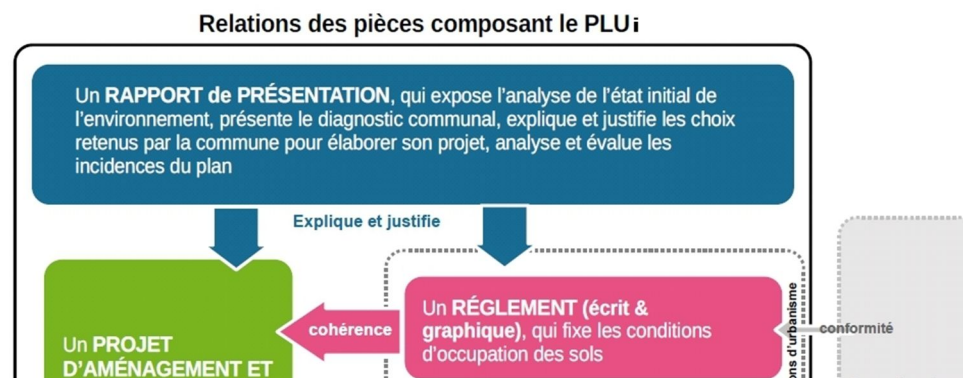 Relations des pièces composant le PLUi
Un RAPPORT de PRÉSENTATION, qui expose l'analyse de l'état initial de
l'environnement, présente le diagnostic communal, explique et justifie les choix
retenus par la commune pour élaborer son projet, analyse et évalue les
incidences du plan
Explique et justifie
Un PROJET
D'AMÉNAGEMENT ET
cohérence
Un RÉGLEMENT (écrit &
graphique), qui fixe les conditions
d'occupation des sols
ons d'urbanisme
conformité